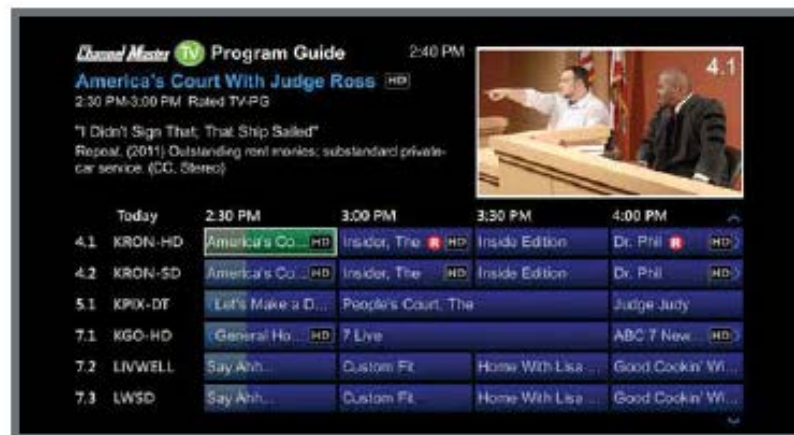 Channel Master TV Program Guide 2:40 PM
4.1
America's Court With Judge Ross HD
2:30 PM-3:00 PM Rated TV-PG
"I Didn't Sign That; That Ship Sailed"
Repeat. (2011) Outstanding rent monies; substandard private-
car service. (CC, Stereo)
Today 2:30 PM 3:00 PM 3:30 PM 4:00 PM
4.1 KRON-HD America's Co... HD Insider, The R HD Inside Edition Dr. Phil R HD
4.2 KRON-SD America's Co... HD Insider, The HD Inside Edition Dr. Phil HD
5.1 KPIX-DT Let's Make a D... People's Court, The Judge Judy
7.1 KGO-HD General Ho... HD 7 Live ABC 7 New... HD
7.2 LIVWELL Say Ahh... Custom Fit Home With Lisa ... Good Cookin' Wi...
7.3 LWSD Say Ahh... Custom Fit Home With Lisa ... Good Cookin' Wi...